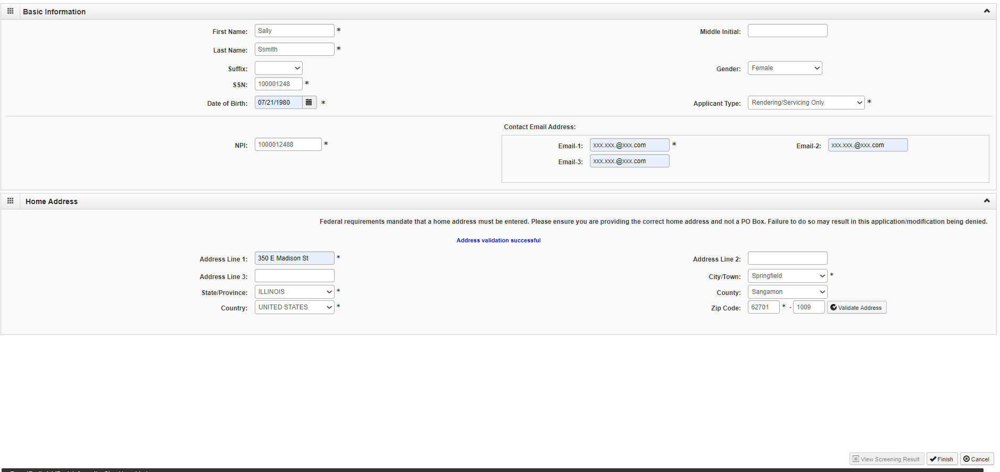 Basic Information
First Name: Sally *
Middle Initial:
Last Name: Ssmith *
Suffix:
Gender: Female
SSN: 100001248 *
Date of Birth: 07/21/1980 *
Applicant Type: Rendering/Servicing Only *
Contact Email Address:
NPI: 1000012488 *
Email-1: xxx.xxx.@xxx.com *
Email-2: xxx.xxx.@xxx.com
Email-3: xxx.xxx.@xxx.com
Home Address
Federal requirements mandate that a home address must be entered. Please ensure you are providing the correct home address and not a PO Box. Failure to do so may result in this application/modification being denied.
Address validation successful
Address Line 1: 350 E Madison St *
Address Line 2:
Address Line 3:
City/Town: Springfield *
State/Province: ILLINOIS *
County: Sangamon
Country: UNITED STATES *
Zip Code: 62701 * - 1009 Validate Address
View Screening Result Finish Cancel